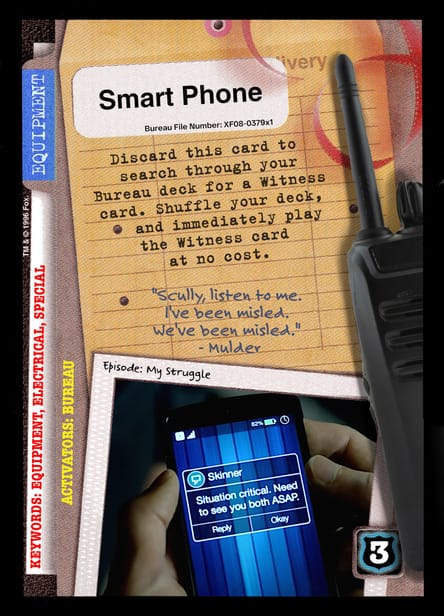 livery
Smart Phone
Bureau File Number: XF08-0379x1
EQUIPMENT
Discard this card to
search through your
Bureau deck for a Witness
card. Shuffle your deck,
and immediately play
the Witness card
at no cost.
"Scully, listen to me.
I've been misled.
We've been misled."
- Mulder
TM & © 1996 Fox.
KEYWORDS: EQUIPMENT, ELECTRICAL, SPECIAL
ACTIVATORS: BUREAU
Episode: My Struggle
82%
Skinner
Situation critical. Need
to see you both ASAP.
Reply Okay
3